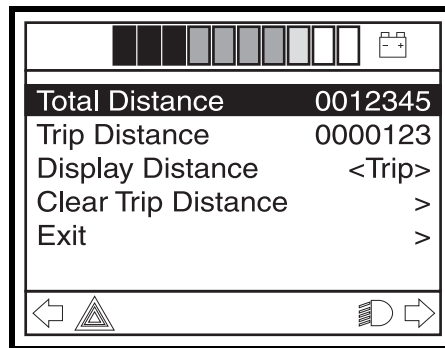 Total Distance 0012345
Trip Distance 0000123
Display Distance <Trip>
Clear Trip Distance >
Exit >